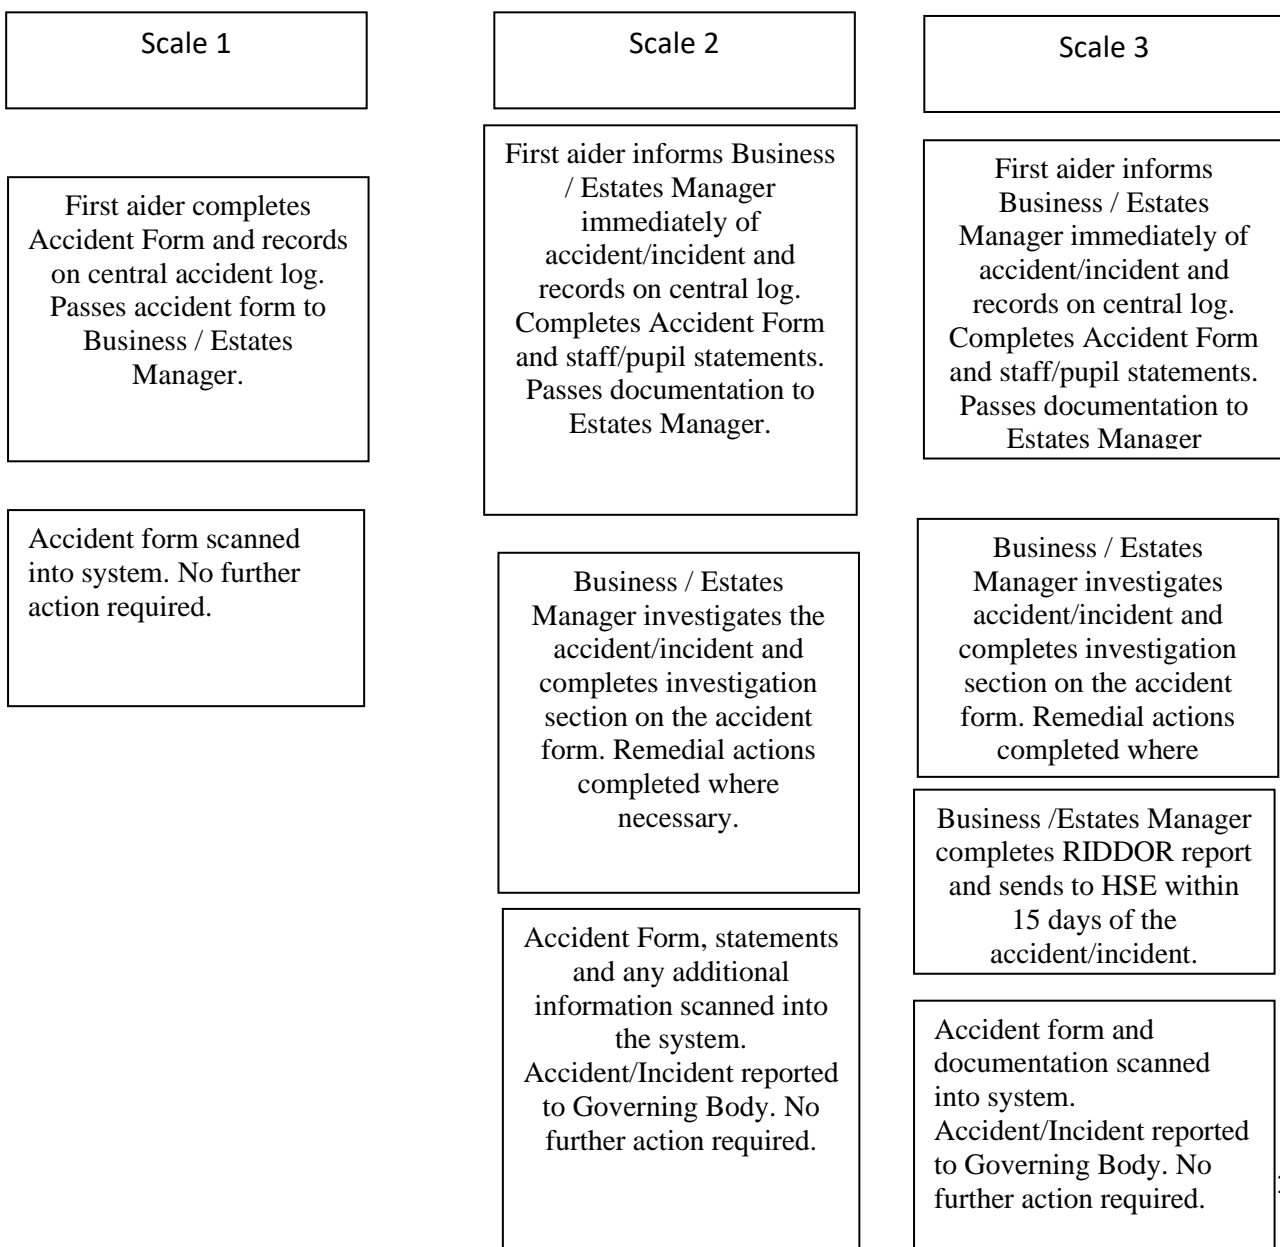 Scale 1
First aider completes
Accident Form and records
on central accident log.
Passes accident form to
Business / Estates
Manager.
Accident form scanned
into system. No further
action required.
Scale 2
First aider informs Business
/ Estates Manager
immediately of
accident/incident and
records on central log.
Completes Accident Form
and staff/pupil statements.
Passes documentation to
Estates Manager.
Business / Estates
Manager investigates the
accident/incident and
completes investigation
section on the accident
form. Remedial actions
completed where
necessary.
Accident Form, statements
and any additional
information scanned into
the system.
Accident/Incident reported
to Governing Body. No
further action required.
Scale 3
First aider informs
Business / Estates
Manager immediately of
accident/incident and
records on central log.
Completes Accident Form
and staff/pupil statements.
Passes documentation to
Estates Manager
Business / Estates
Manager investigates
accident/incident and
completes investigation
section on the accident
form. Remedial actions
completed where
Business /Estates Manager
completes RIDDOR report
and sends to HSE within
15 days of the
accident/incident.
Accident form and
documentation scanned
into system.
Accident/Incident reported
to Governing Body. No
further action required.